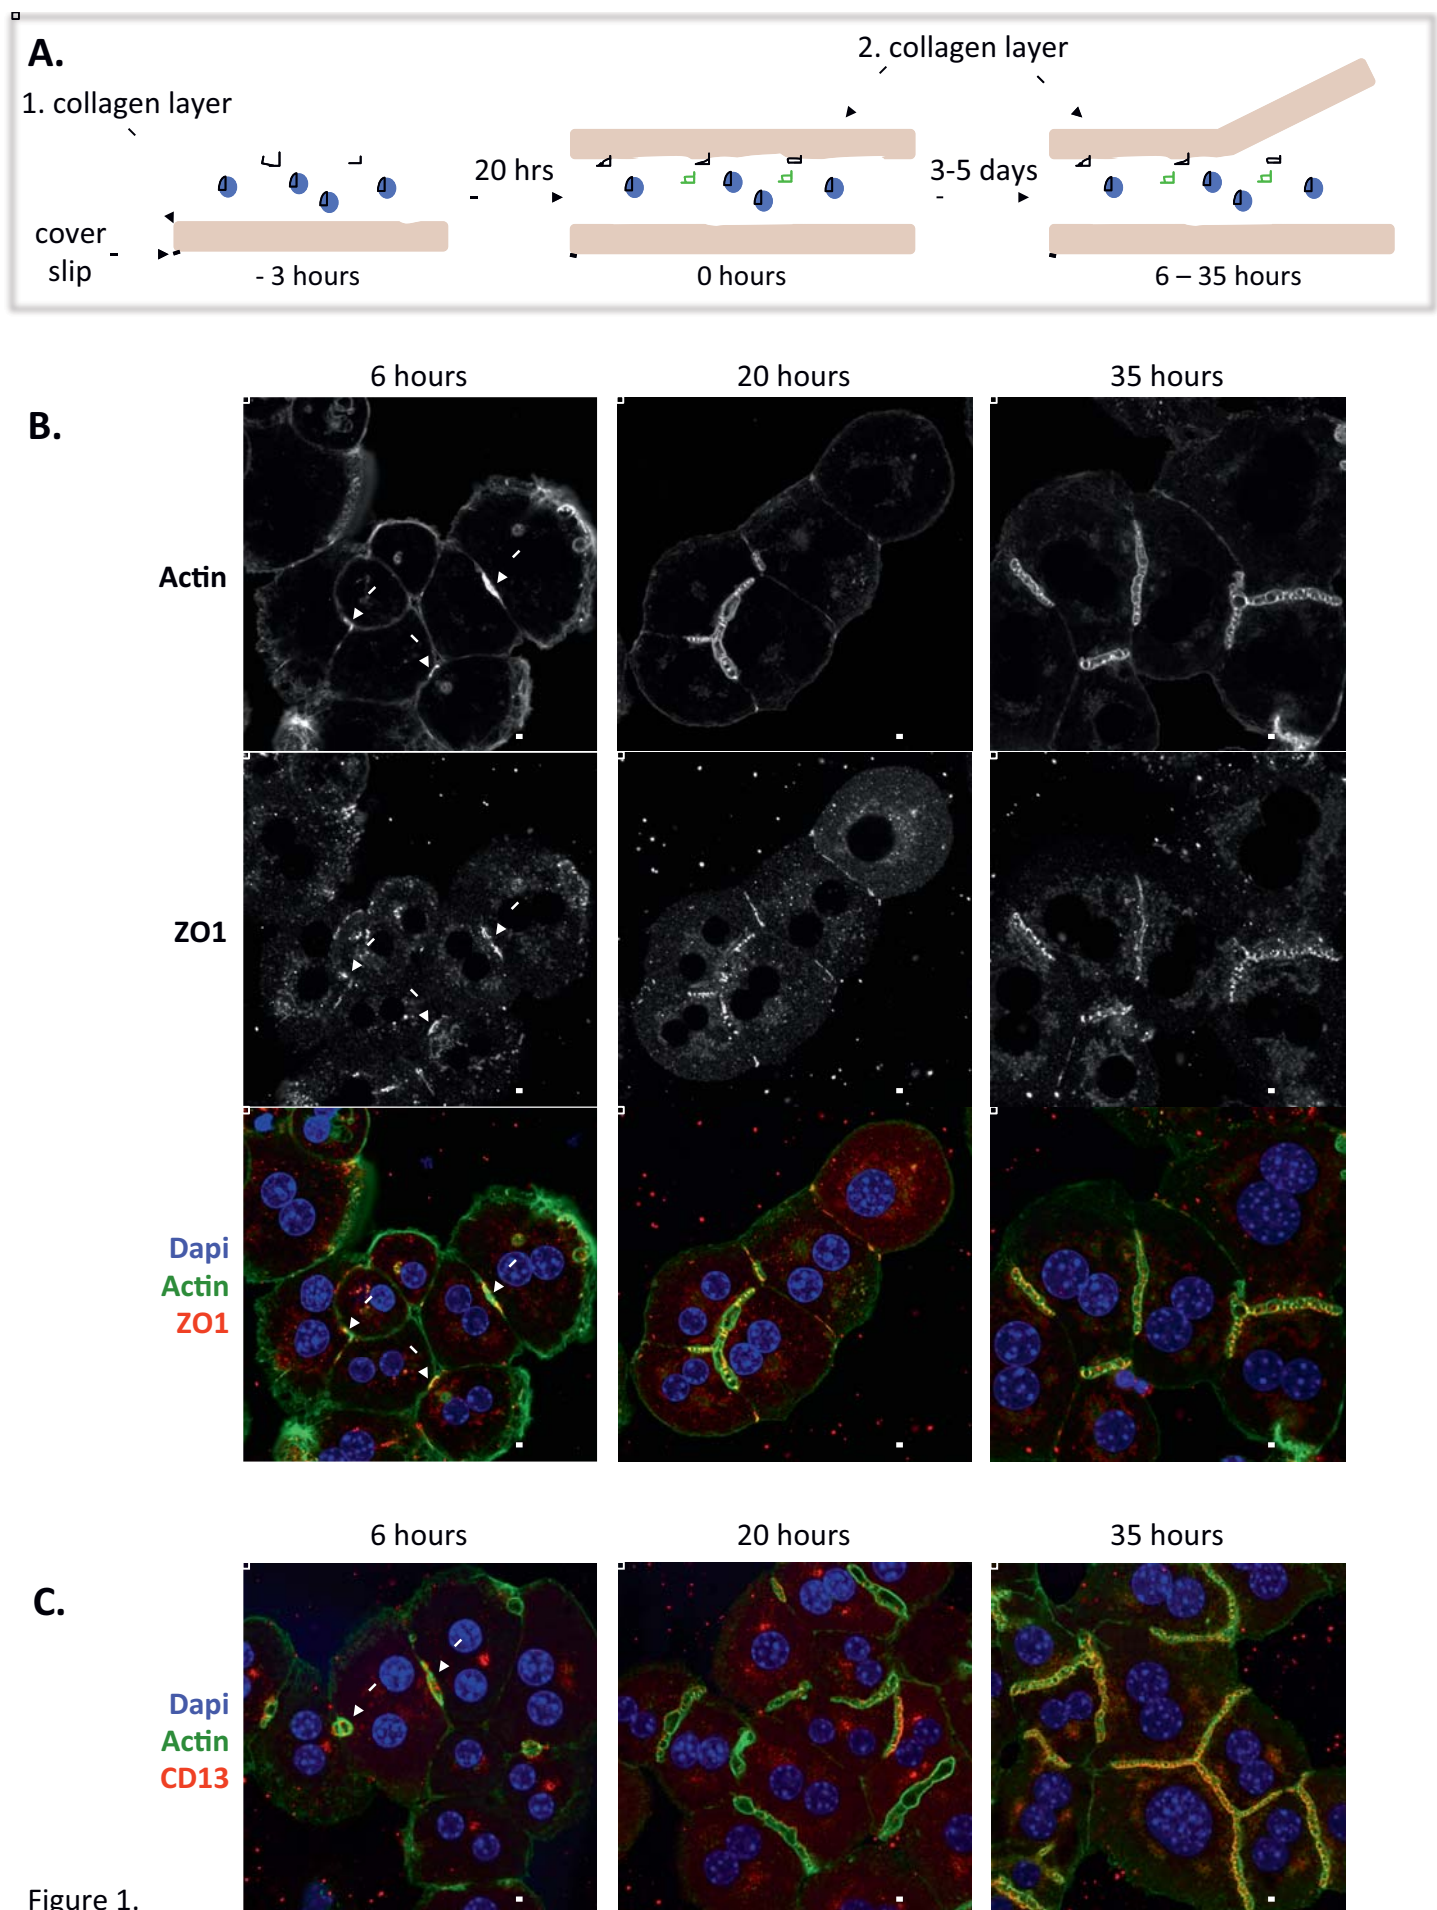 A.
2. collagen layer
1. collagen layer
20 hrs
3-5 days
cover
slip
- 3 hours
0 hours
6 – 35 hours
6 hours
20 hours
35 hours
B.
Actin
ZO1
Dapi
Actin
ZO1
6 hours
20 hours
35 hours
C.
Dapi
Actin
CD13
Figure 1.